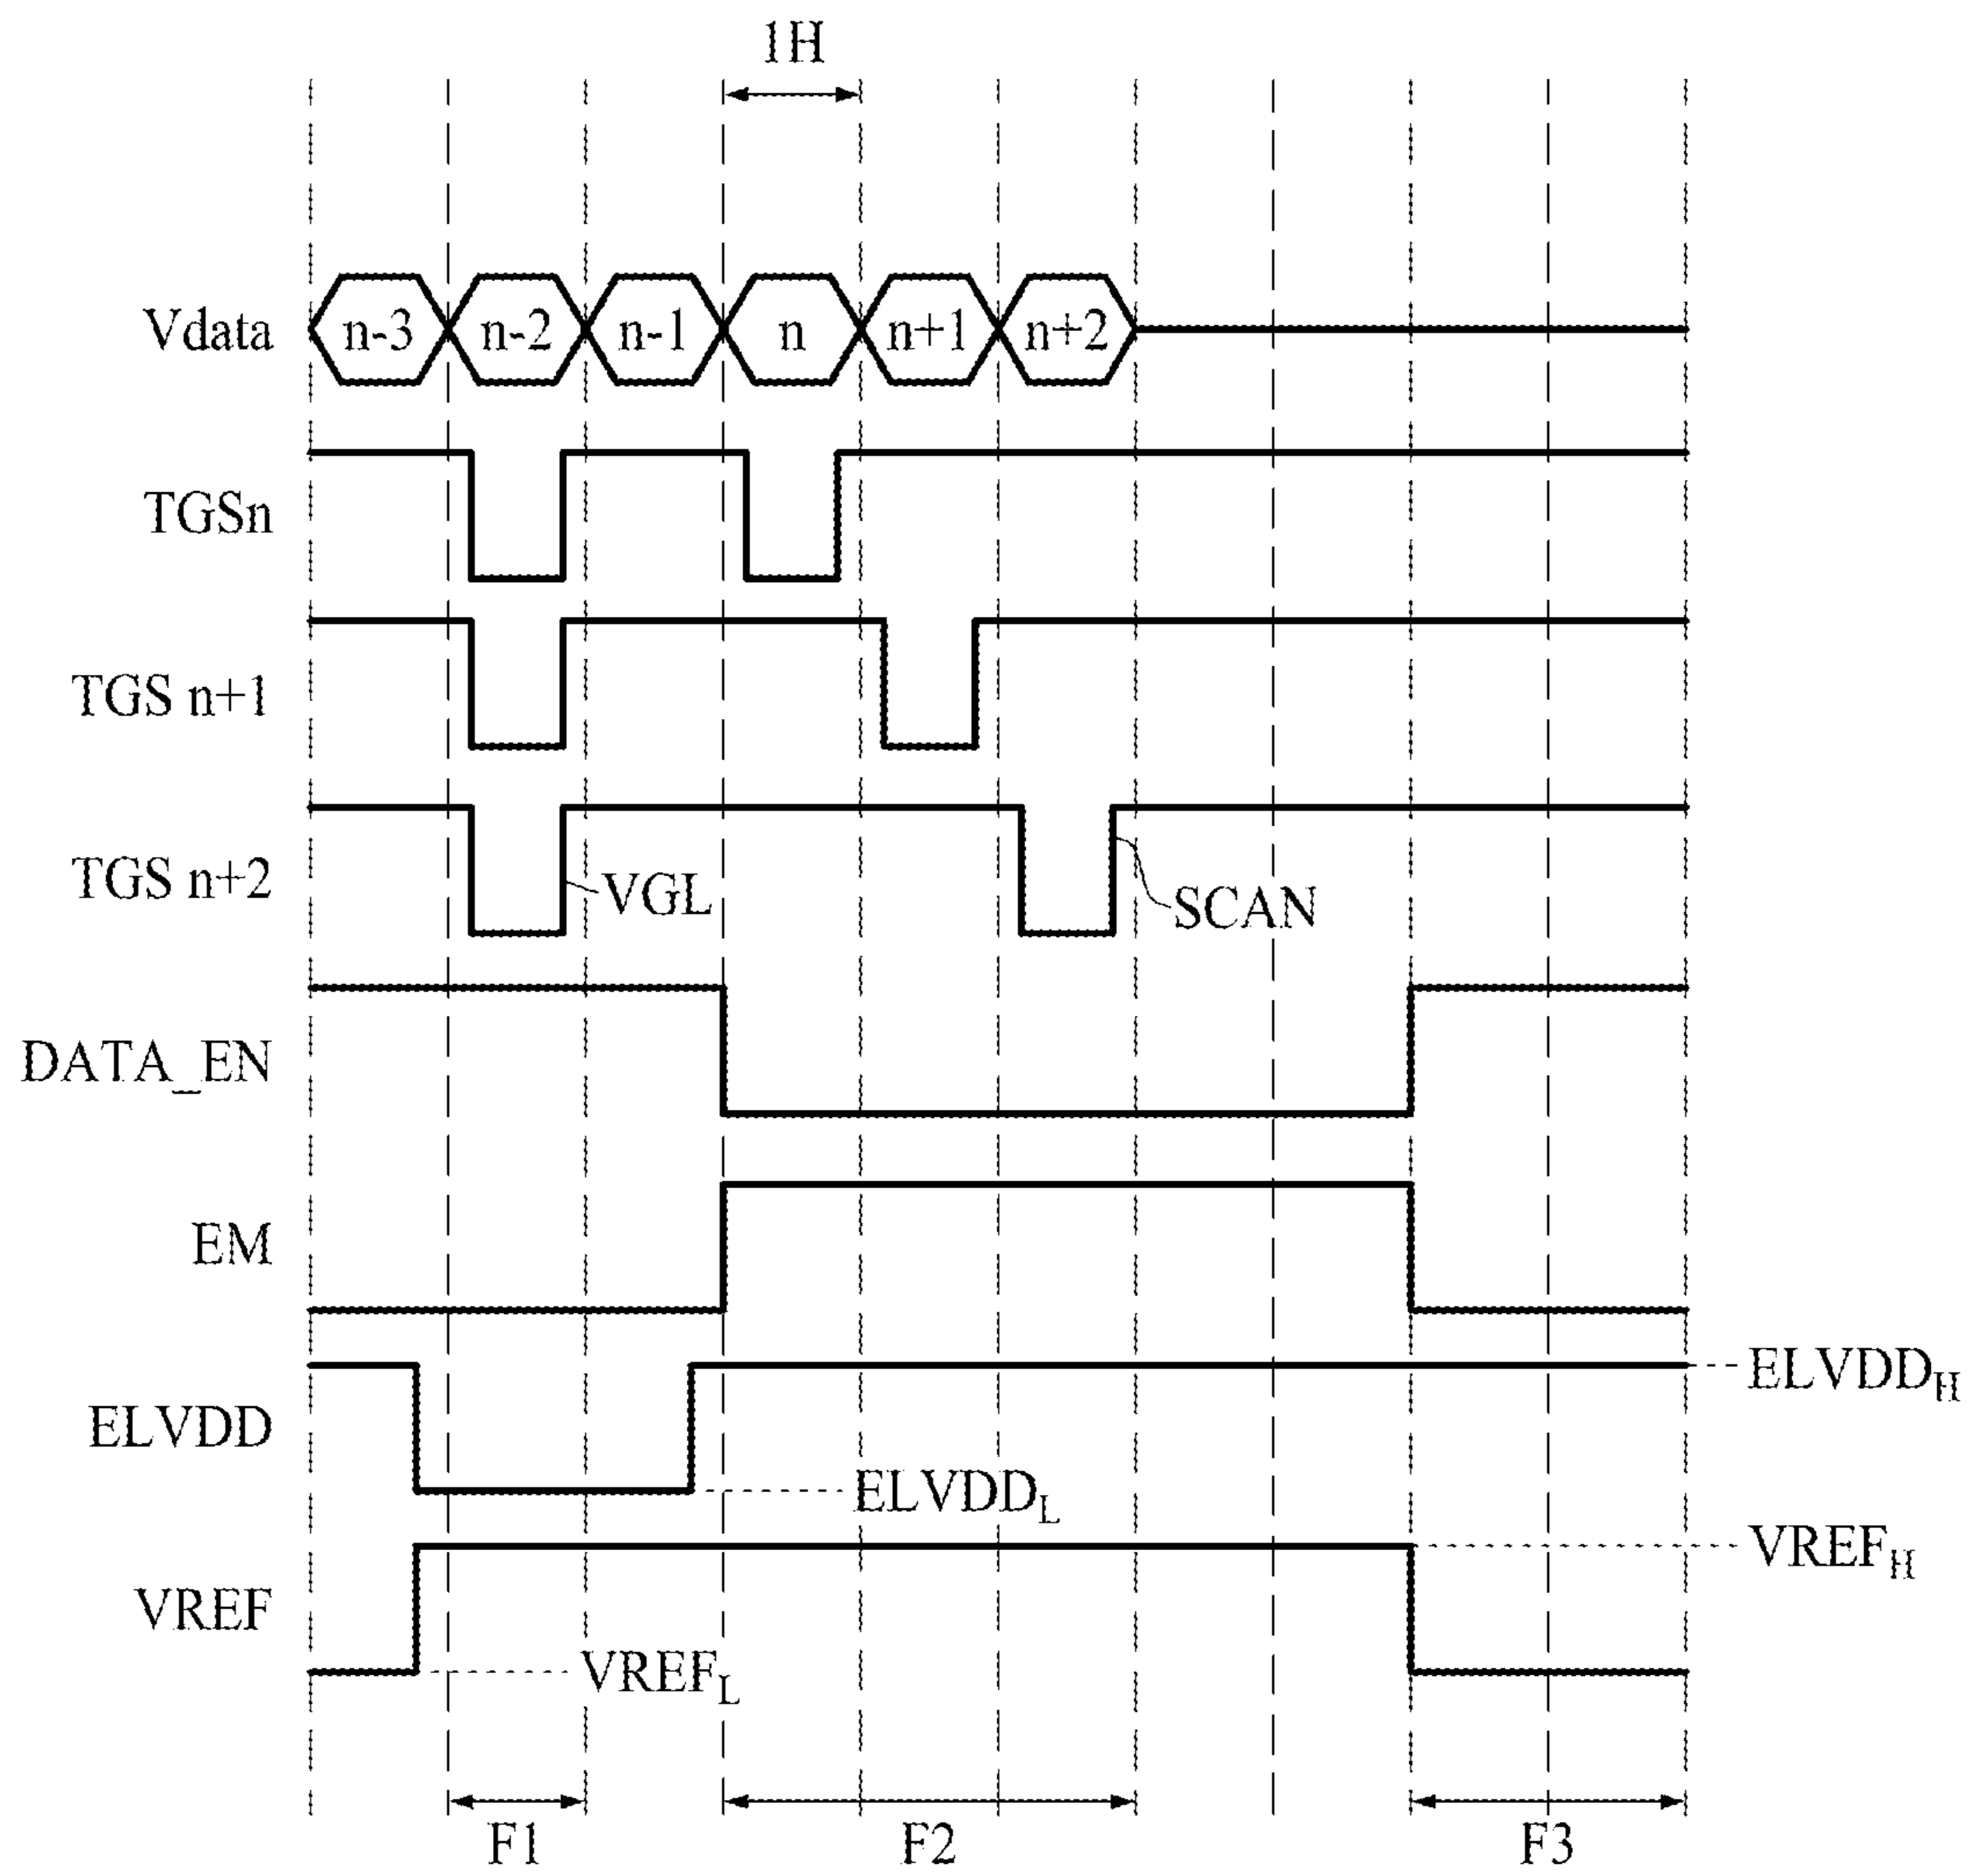 1H
Vdata n-3 n-2 n-1 n n+1 n+2
TGSn
TGS n+1
TGS n+2 VGL SCAN
DATA_EN
EM
ELVDD ELVDDH
ELVDDL
VREF VREFH
VREFL
F1 F2 F3